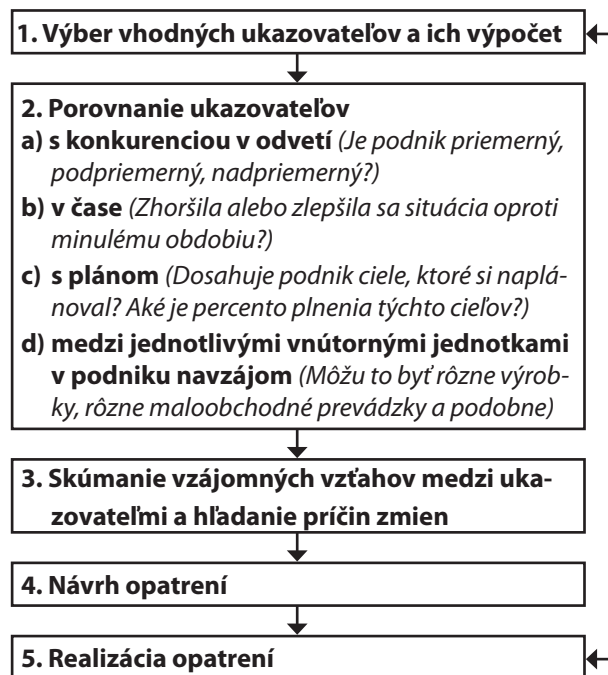 1. Výber vhodných ukazovateľov a ich výpočet
2. Porovnanie ukazovateľov
a) s konkurenciou v odvetí (Je podnik priemerný,
podpriemerný, nadpriemerný?)
b) v čase (Zhoršila alebo zlepšila sa situácia oproti
minulému obdobiu?)
c) s plánom (Dosahuje podnik ciele, ktoré si naplá-
noval? Aké je percento plnenia týchto cieľov?)
d) medzi jednotlivými vnútornými jednotkami
v podniku navzájom (Môžu to byť rôzne výrob-
ky, rôzne maloobchodné prevádzky a podobne)
3. Skúmanie vzájomných vzťahov medzi uka-
zovateľmi a hľadanie príčin zmien
4. Návrh opatrení
5. Realizácia opatrení